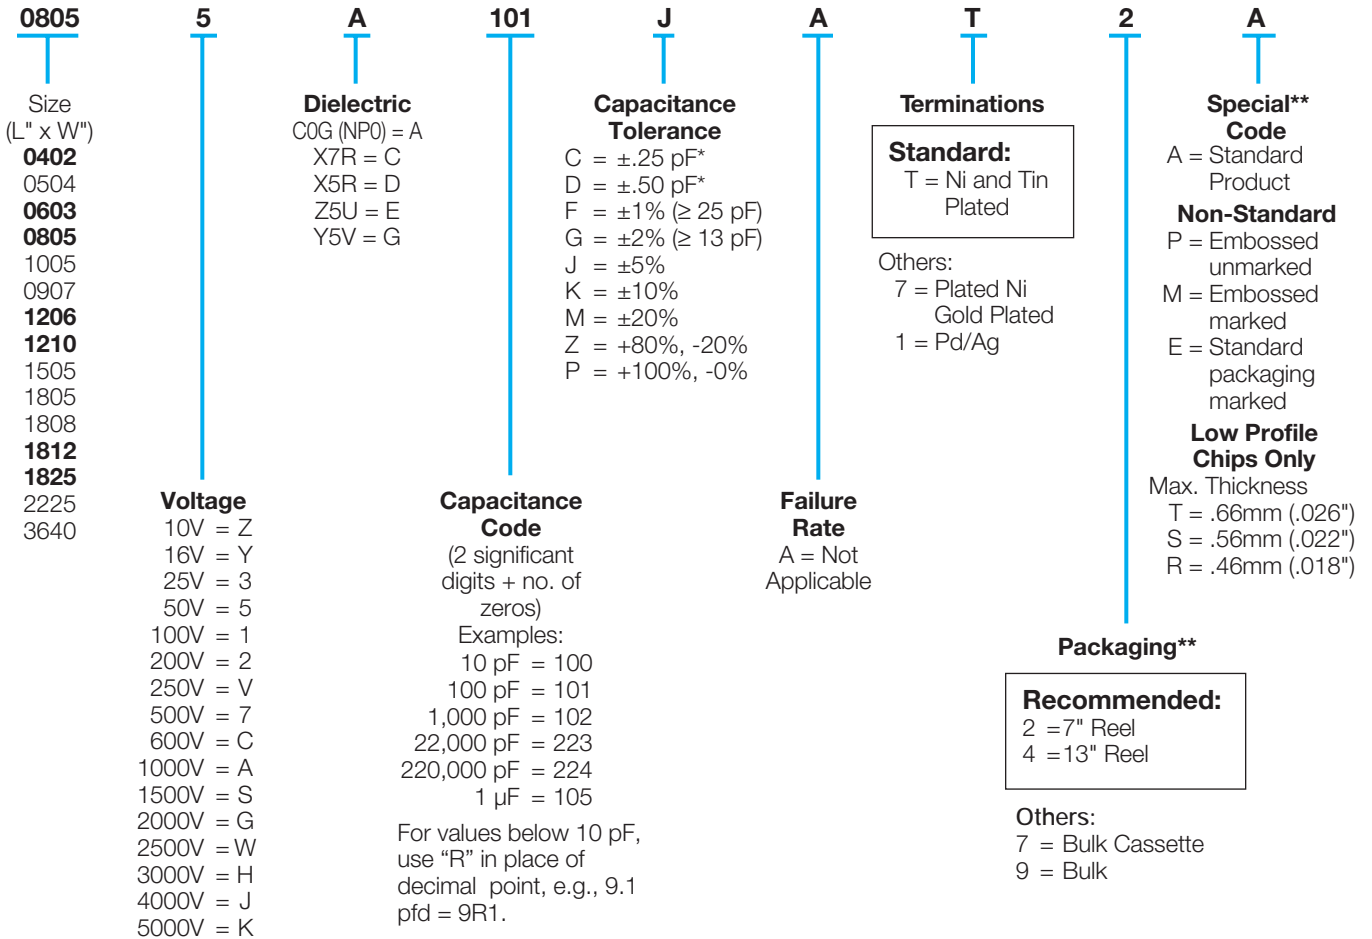 0805 5 A 101 J A T 2 A
Size
(L" x W")
0402
0504
0603
0805
1005
0907
1206
1210
1505
1805
1808
1812
1825
2225
3640
Voltage
10V = Z
16V = Y
25V = 3
50V = 5
100V = 1
200V = 2
250V = V
500V = 7
600V = C
1000V = A
1500V = S
2000V = G
2500V = W
3000V = H
4000V = J
5000V = K
Dielectric
C0G (NP0) = A
X7R = C
X5R = D
Z5U = E
Y5V = G
Capacitance
Code
(2 significant
digits + no. of
zeros)
Examples:
10 pF = 100
100 pF = 101
1,000 pF = 102
22,000 pF = 223
220,000 pF = 224
1 µF = 105
For values below 10 pF,
use “R” in place of
decimal point, e.g., 9.1
pfd = 9R1.
Capacitance
Tolerance
C = ±.25 pF*
D = ±.50 pF*
F = ±1% (≥ 25 pF)
G = ±2% (≥ 13 pF)
J = ±5%
K = ±10%
M = ±20%
Z = +80%, -20%
P = +100%, -0%
Failure
Rate
A = Not
Applicable
Terminations
Standard:
T = Ni and Tin
Plated
Others:
7 = Plated Ni
Gold Plated
1 = Pd/Ag
Packaging**
Recommended:
2 =7" Reel
4 =13" Reel
Others:
7 = Bulk Cassette
9 = Bulk
Special**
Code
A = Standard
Product
Non-Standard
P = Embossed
unmarked
M = Embossed
marked
E = Standard
packaging
marked
Low Profile
Chips Only
Max. Thickness
T = .66mm (.026")
S = .56mm (.022")
R = .46mm (.018")